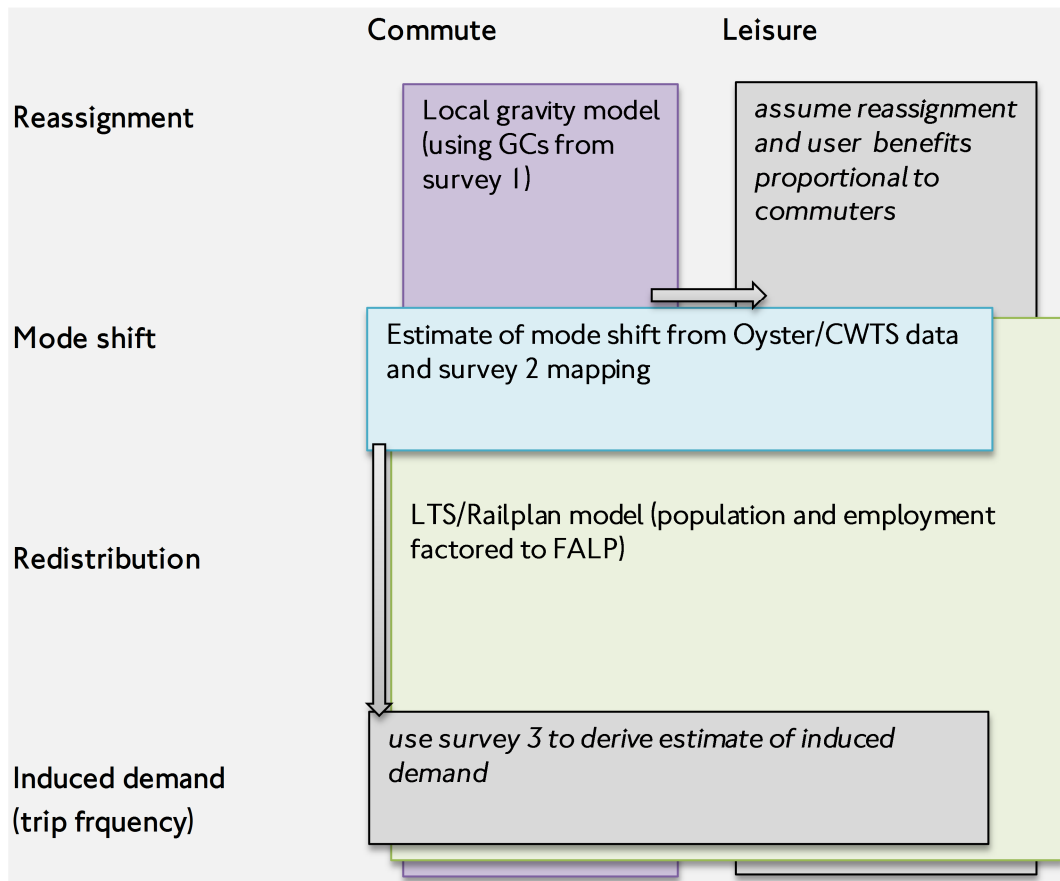 Commute
Leisure
Reassignment
Local gravity model
(using GCs from
survey 1)
assume reassignment
and user benefits
proportional to
commuters
Mode shift
Estimate of mode shift from Oyster/CWTS data
and survey 2 mapping
Redistribution
LTS/Railplan model (population and employment
factored to FALP)
Induced demand
(trip frquency)
use survey 3 to derive estimate of induced
demand